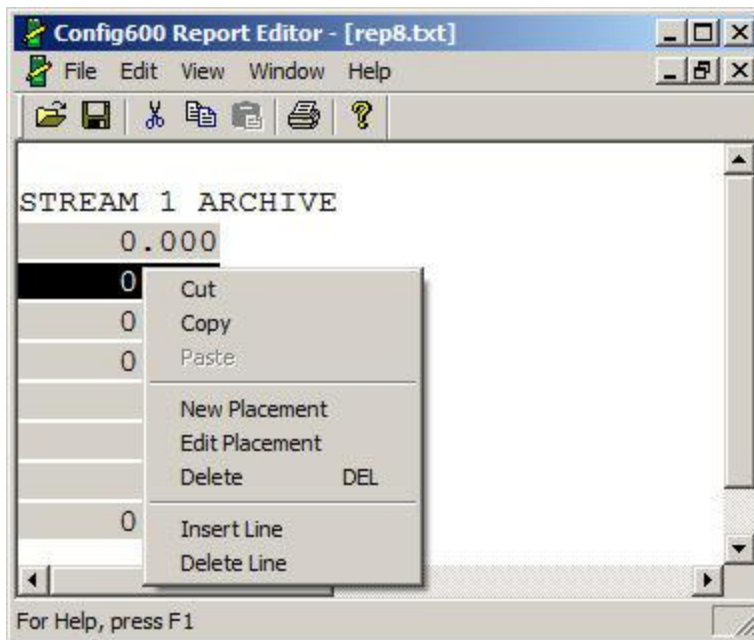 Config600 Report Editor - [rep8.txt]
File Edit View Window Help
STREAM 1 ARCHIVE
0.000
0
0
0
0
Cut
Copy
Paste
New Placement
Edit Placement
Delete DEL
Insert Line
Delete Line
For Help, press F1